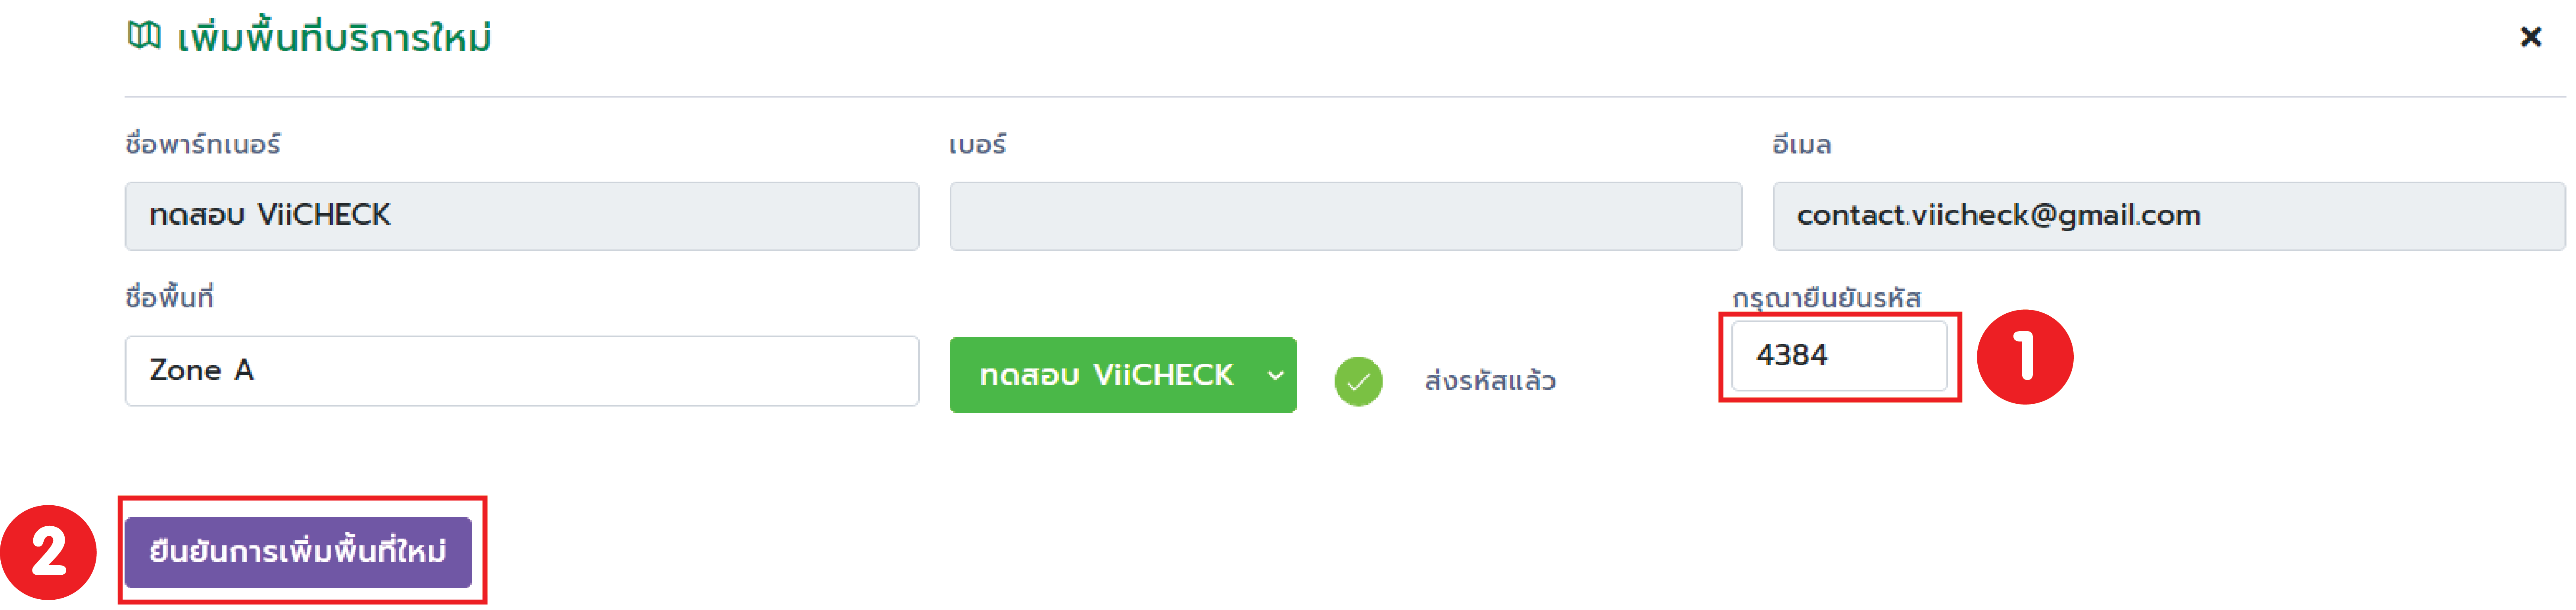 เพิ่มพื้นที่บริการใหม่ ×
ชื่อพาร์ทเนอร์ เบอร์ อีเมล
ทดสอบ ViiCHECK contact.viicheck@gmail.com
ชื่อพื้นที่ กรุณายืนยันรหัส
Zone A ทดสอบ ViiCHECK ส่งรหัสแล้ว 4384 1
2 ยืนยันการเพิ่มพื้นที่ใหม่